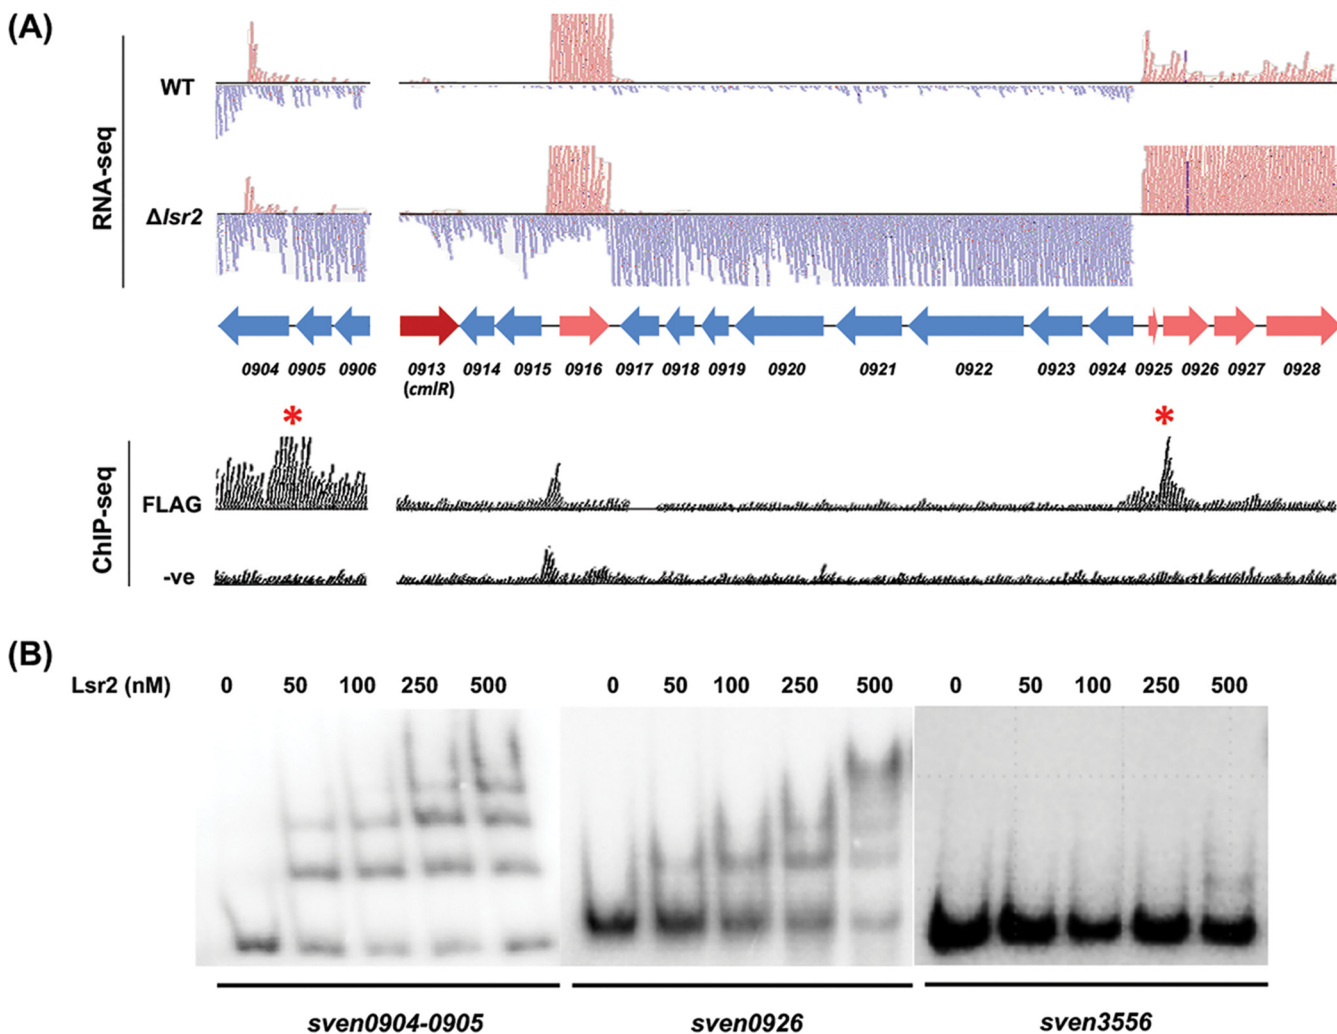 (A)
RNA-seq
WT
Δlsr2
0904 0905 0906 0913 0914 0915 0916 0917 0918 0919 0920 0921 0922 0923 0924 0925 0926 0927 0928
(cmlR)
* *
ChIP-seq
FLAG
-ve
(B)
Lsr2 (nM) 0 50 100 250 500 0 50 100 250 500 0 50 100 250 500
sven0904-0905 sven0926 sven3556